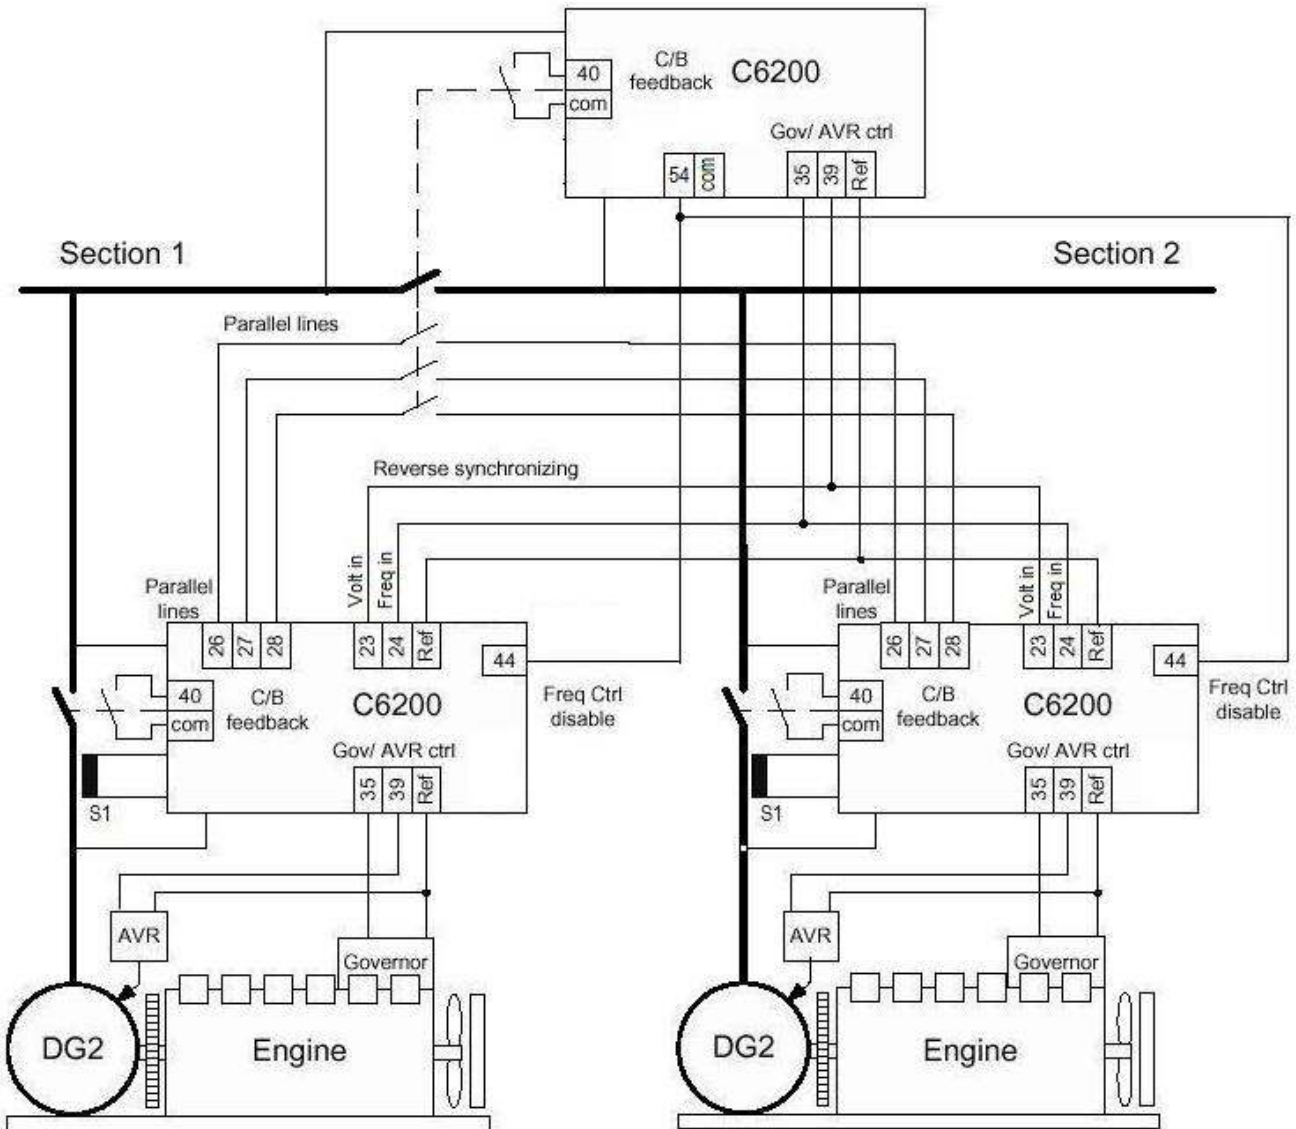 C/B
feedback
C6200
40
com
Gov/ AVR ctrl
54
com
35
39
Ref
Section 1
Section 2
Parallel lines
Reverse synchronizing
Parallel
lines
Volt in
Freq in
26
27
28
23
24
Ref
44
40
com
C/B
feedback
C6200
Freq Ctrl
disable
Gov/ AVR ctrl
35
39
Ref
S1
AVR
Governor
DG2
Engine
Parallel
lines
Volt in
Freq in
26
27
28
23
24
Ref
44
40
com
C/B
feedback
C6200
Freq Ctrl
disable
Gov/ AVR ctrl
35
39
Ref
S1
AVR
Governor
DG2
Engine